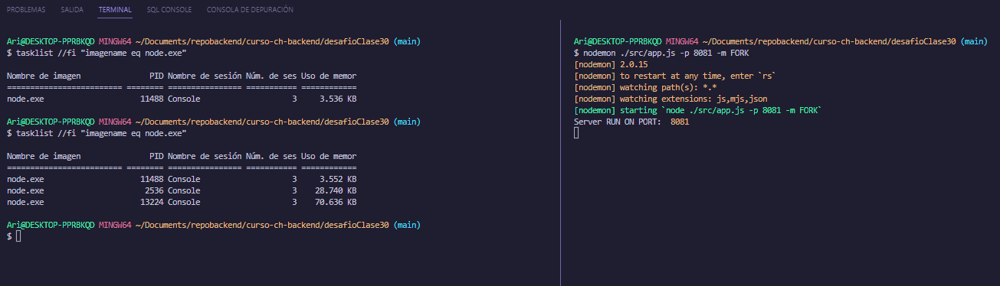 PROBLEMAS SALIDA TERMINAL SQL CONSOLE CONSOLA DE DEPURACIÓN
Ari@DESKTOP-PPRBKQD MINGW64 ~/Documents/repobackend/curso-ch-backend/desafioClase30 (main)
$ tasklist //fi "imagename eq node.exe"
Nombre de imagen PID Nombre de sesión Núm. de ses Uso de memor
========================= ======== ================ =========== ============
node.exe 11488 Console 3 3.536 KB
Ari@DESKTOP-PPRBKQD MINGW64 ~/Documents/repobackend/curso-ch-backend/desafioClase30 (main)
$ tasklist //fi "imagename eq node.exe"
Nombre de imagen PID Nombre de sesión Núm. de ses Uso de memor
========================= ======== ================ =========== ============
node.exe 11488 Console 3 3.552 KB
node.exe 2536 Console 3 28.740 KB
node.exe 13224 Console 3 70.636 KB
Ari@DESKTOP-PPRBKQD MINGW64 ~/Documents/repobackend/curso-ch-backend/desafioClase30 (main)
$
Ari@DESKTOP-PPRBKQD MINGW64 ~/Documents/repobackend/curso-ch-backend/desafioClase30 (main)
$ nodemon ./src/app.js -p 8081 -m FORK
[nodemon] 2.0.15
[nodemon] to restart at any time, enter `rs`
[nodemon] watching path(s): *.*
[nodemon] watching extensions: js,mjs,json
[nodemon] starting `node ./src/app.js -p 8081 -m FORK`
Server RUN ON PORT: 8081